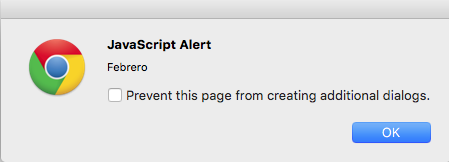 JavaScript Alert
Febrero
Prevent this page from creating additional dialogs.
OK